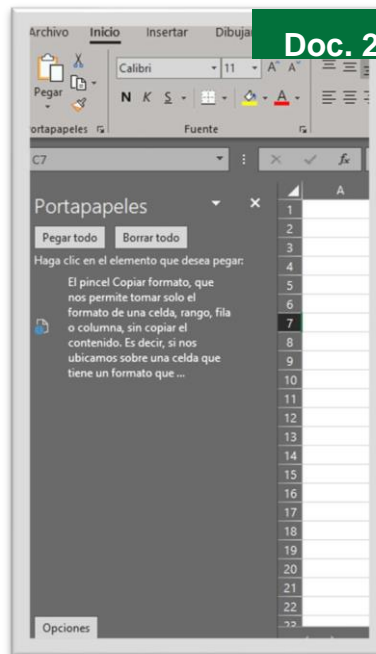 Archivo Inicio Insertar Dibuja
Doc. 2
Calibri 11 A A
Pegar
N K S A
ortapapeles Fuente
C7 fx
A
Portapapeles
Pegar todo Borrar todo
Haga clic en el elemento que desea pegar:
El pincel Copiar formato, que
nos permite tomar solo el
formato de una celda, rango, fila
o columna, sin copiar el
contenido. Es decir, si nos
ubicamos sobre una celda que
tiene un formato que ...
1
2
3
4
5
6
7
8
9
10
11
12
13
14
15
16
17
18
19
20
21
22
23
Opciones